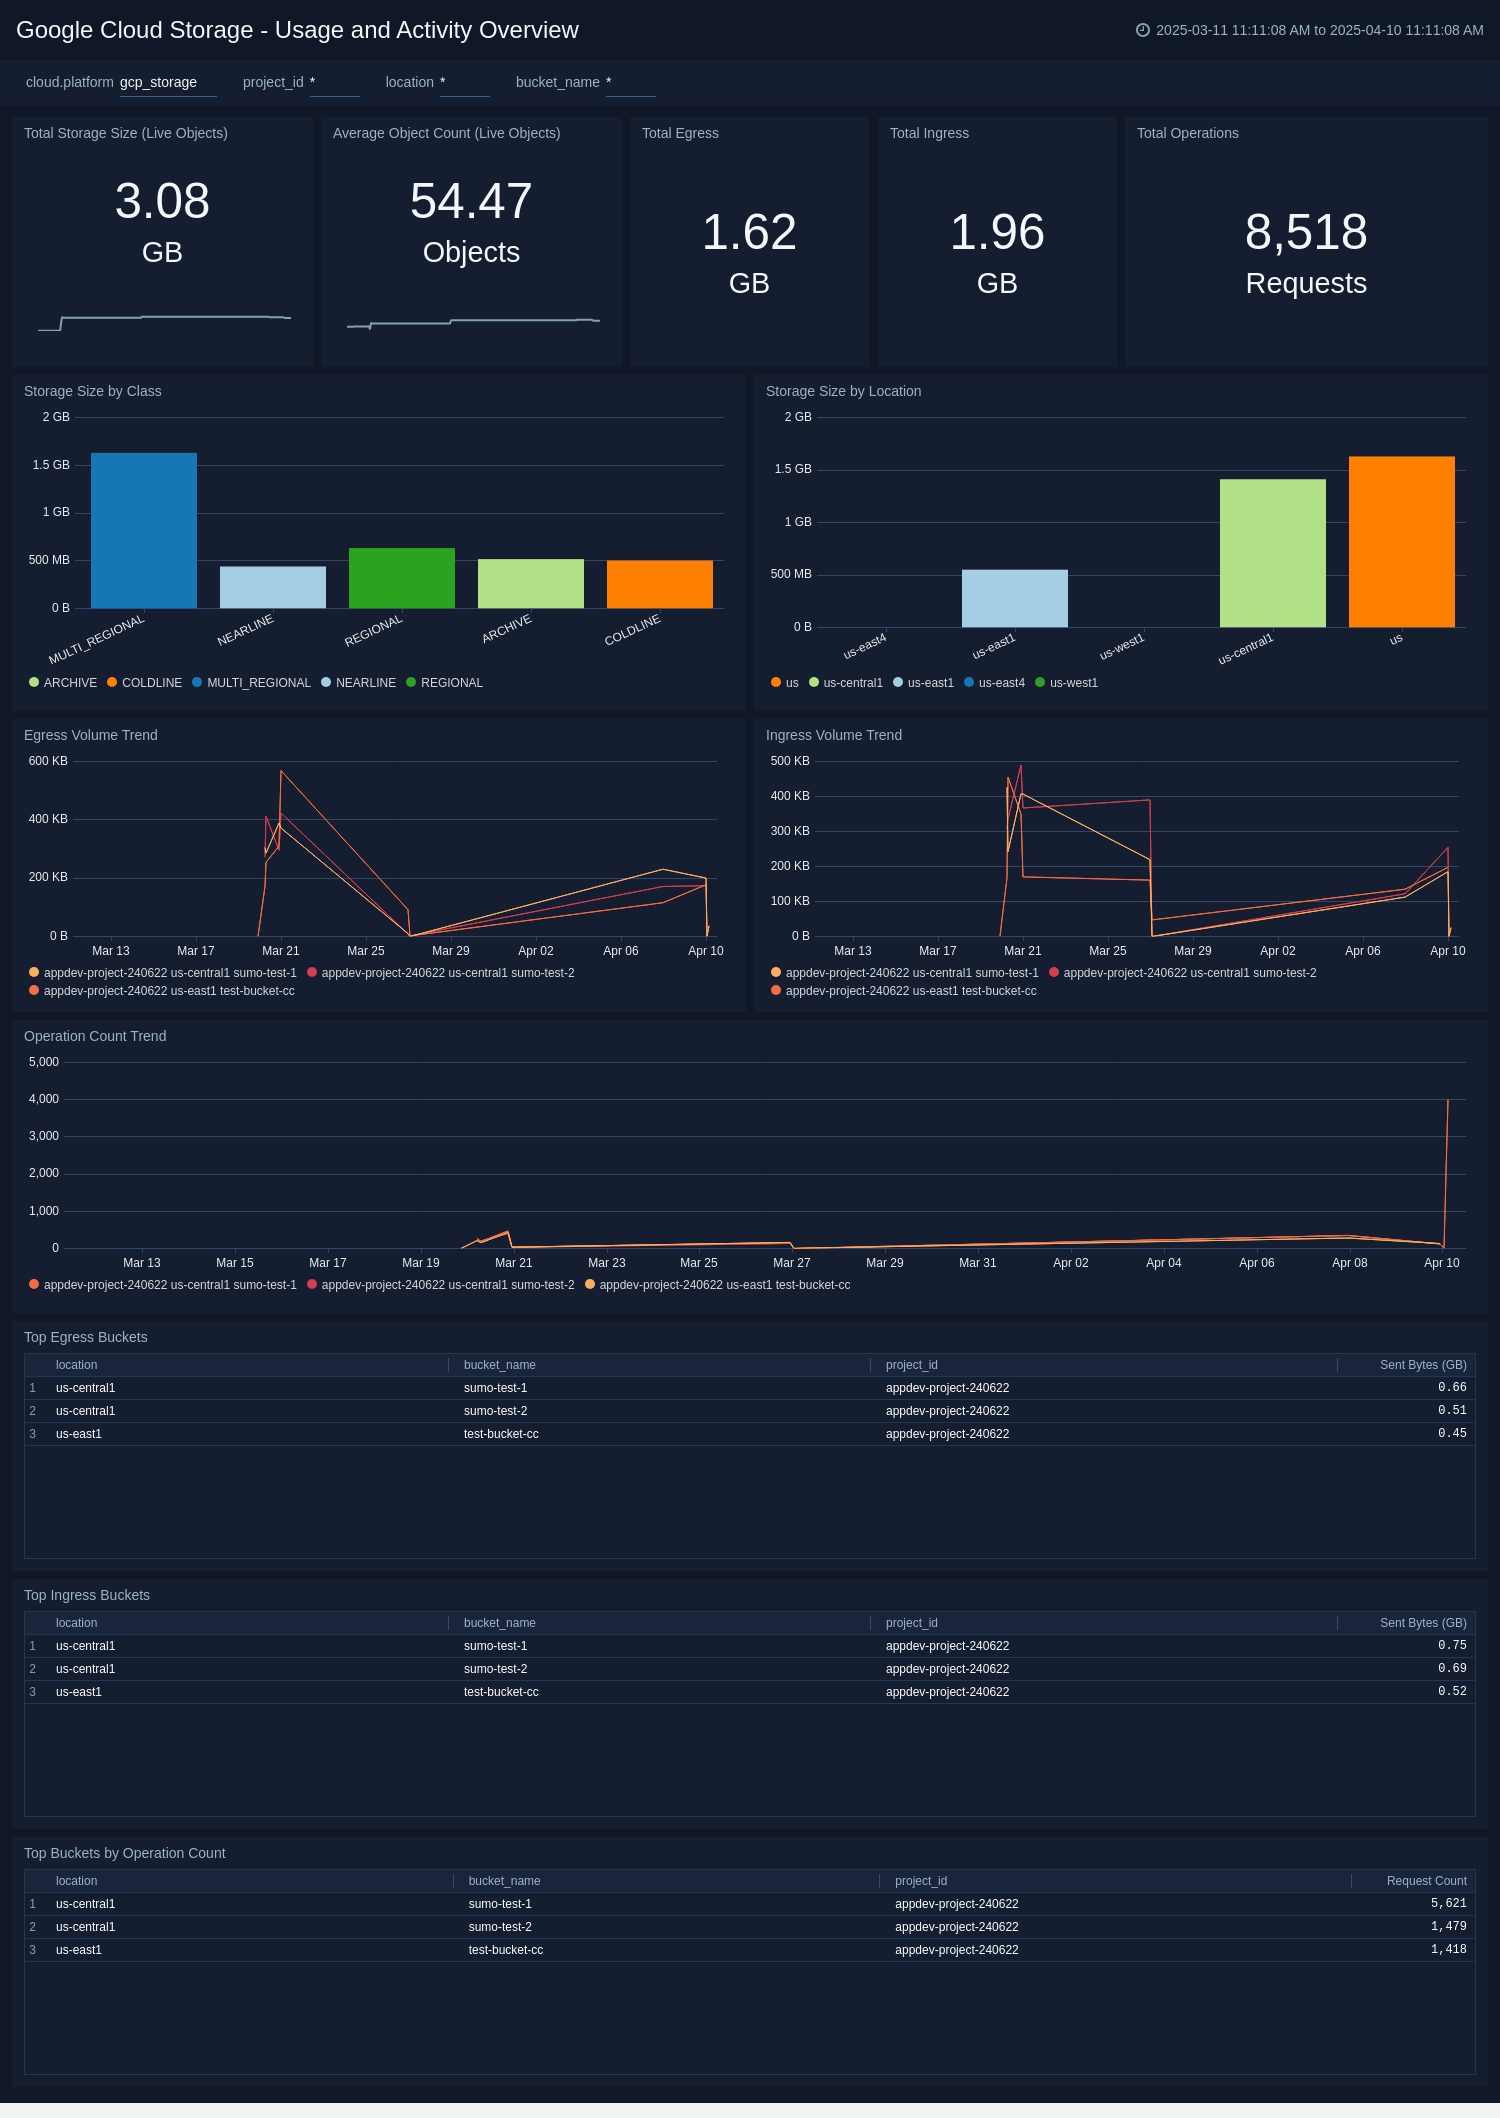 Google Cloud Storage - Usage and Activity Overview
2025-03-11 11:11:08 AM to 2025-04-10 11:11:08 AM
cloud.platform gcp_storage project_id * location * bucket_name *
Total Storage Size (Live Objects)
3.08
GB
Average Object Count (Live Objects)
54.47
Objects
Total Egress
1.62
GB
Total Ingress
1.96
GB
Total Operations
8,518
Requests
Storage Size by Class
2 GB
1.5 GB
1 GB
500 MB
0 B
MULTI_REGIONAL NEARLINE REGIONAL ARCHIVE COLDLINE
ARCHIVE COLDLINE MULTI_REGIONAL NEARLINE REGIONAL
Storage Size by Location
2 GB
1.5 GB
1 GB
500 MB
0 B
us-east4 us-east1 us-west1 us-central1 us
us us-central1 us-east1 us-east4 us-west1
Egress Volume Trend
600 KB
400 KB
200 KB
0 B
Mar 13 Mar 17 Mar 21 Mar 25 Mar 29 Apr 02 Apr 06 Apr 10
appdev-project-240622 us-central1 sumo-test-1 appdev-project-240622 us-central1 sumo-test-2
appdev-project-240622 us-east1 test-bucket-cc
Ingress Volume Trend
500 KB
400 KB
300 KB
200 KB
100 KB
0 B
Mar 13 Mar 17 Mar 21 Mar 25 Mar 29 Apr 02 Apr 06 Apr 10
appdev-project-240622 us-central1 sumo-test-1 appdev-project-240622 us-central1 sumo-test-2
appdev-project-240622 us-east1 test-bucket-cc
Operation Count Trend
5,000
4,000
3,000
2,000
1,000
0
Mar 13 Mar 15 Mar 17 Mar 19 Mar 21 Mar 23 Mar 25 Mar 27 Mar 29 Mar 31 Apr 02 Apr 04 Apr 06 Apr 08 Apr 10
appdev-project-240622 us-central1 sumo-test-1 appdev-project-240622 us-central1 sumo-test-2 appdev-project-240622 us-east1 test-bucket-cc
Top Egress Buckets
location bucket_name project_id Sent Bytes (GB)
1 us-central1 sumo-test-1 appdev-project-240622 0.66
2 us-central1 sumo-test-2 appdev-project-240622 0.51
3 us-east1 test-bucket-cc appdev-project-240622 0.45
Top Ingress Buckets
location bucket_name project_id Sent Bytes (GB)
1 us-central1 sumo-test-1 appdev-project-240622 0.75
2 us-central1 sumo-test-2 appdev-project-240622 0.69
3 us-east1 test-bucket-cc appdev-project-240622 0.52
Top Buckets by Operation Count
location bucket_name project_id Request Count
1 us-central1 sumo-test-1 appdev-project-240622 5,621
2 us-central1 sumo-test-2 appdev-project-240622 1,479
3 us-east1 test-bucket-cc appdev-project-240622 1,418